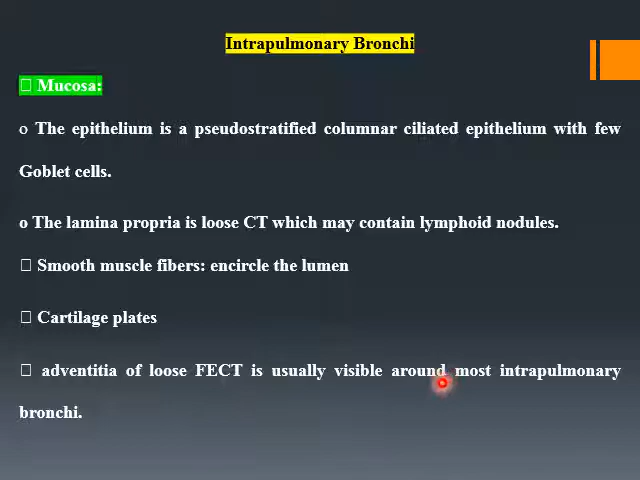 Intrapulmonary Bronchi
□ Mucosa:
o The epithelium is a pseudostratified columnar ciliated epithelium with few
Goblet cells.
o The lamina propria is loose CT which may contain lymphoid nodules.
□ Smooth muscle fibers: encircle the lumen
□ Cartilage plates
□ adventitia of loose FECT is usually visible around most intrapulmonary
bronchi.